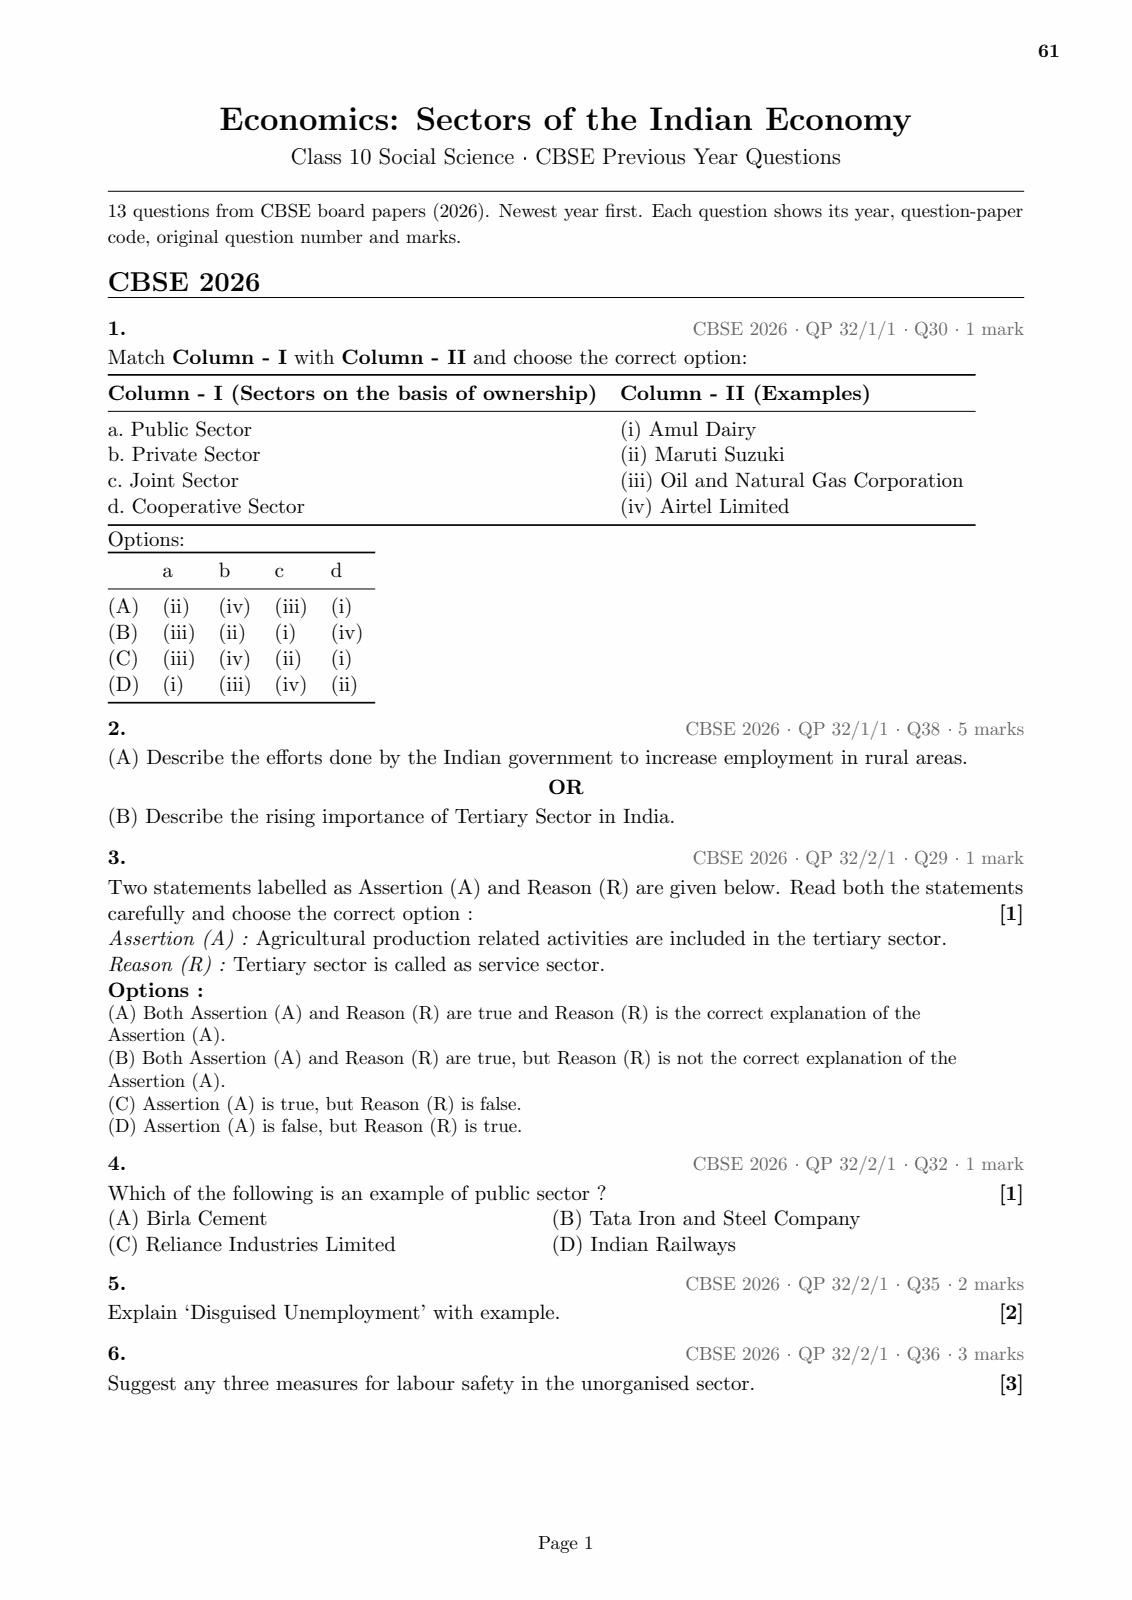 61
Economics: Sectors of the Indian Economy
Class 10 Social Science · CBSE Previous Year Questions
13 questions from CBSE board papers (2026). Newest year first. Each question shows its year, question-paper
code, original question number and marks.
CBSE 2026
1. CBSE 2026 · QP 32/1/1 · Q30 · 1 mark
Match Column - I with Column - II and choose the correct option:
Column - I (Sectors on the basis of ownership) Column - II (Examples)
a. Public Sector (i) Amul Dairy
b. Private Sector (ii) Maruti Suzuki
c. Joint Sector (iii) Oil and Natural Gas Corporation
d. Cooperative Sector (iv) Airtel Limited
Options:
a b c d
(A) (ii) (iv) (iii) (i)
(B) (iii) (ii) (i) (iv)
(C) (iii) (iv) (ii) (i)
(D) (i) (iii) (iv) (ii)
2. CBSE 2026 · QP 32/1/1 · Q38 · 5 marks
(A) Describe the efforts done by the Indian government to increase employment in rural areas.
OR
(B) Describe the rising importance of Tertiary Sector in India.
3. CBSE 2026 · QP 32/2/1 · Q29 · 1 mark
Two statements labelled as Assertion (A) and Reason (R) are given below. Read both the statements
carefully and choose the correct option : [1]
Assertion (A) : Agricultural production related activities are included in the tertiary sector.
Reason (R) : Tertiary sector is called as service sector.
Options :
(A) Both Assertion (A) and Reason (R) are true and Reason (R) is the correct explanation of the
Assertion (A).
(B) Both Assertion (A) and Reason (R) are true, but Reason (R) is not the correct explanation of the
Assertion (A).
(C) Assertion (A) is true, but Reason (R) is false.
(D) Assertion (A) is false, but Reason (R) is true.
4. CBSE 2026 · QP 32/2/1 · Q32 · 1 mark
Which of the following is an example of public sector ? [1]
(A) Birla Cement (B) Tata Iron and Steel Company
(C) Reliance Industries Limited (D) Indian Railways
5. CBSE 2026 · QP 32/2/1 · Q35 · 2 marks
Explain ‘Disguised Unemployment’ with example. [2]
6. CBSE 2026 · QP 32/2/1 · Q36 · 3 marks
Suggest any three measures for labour safety in the unorganised sector. [3]
Page 1